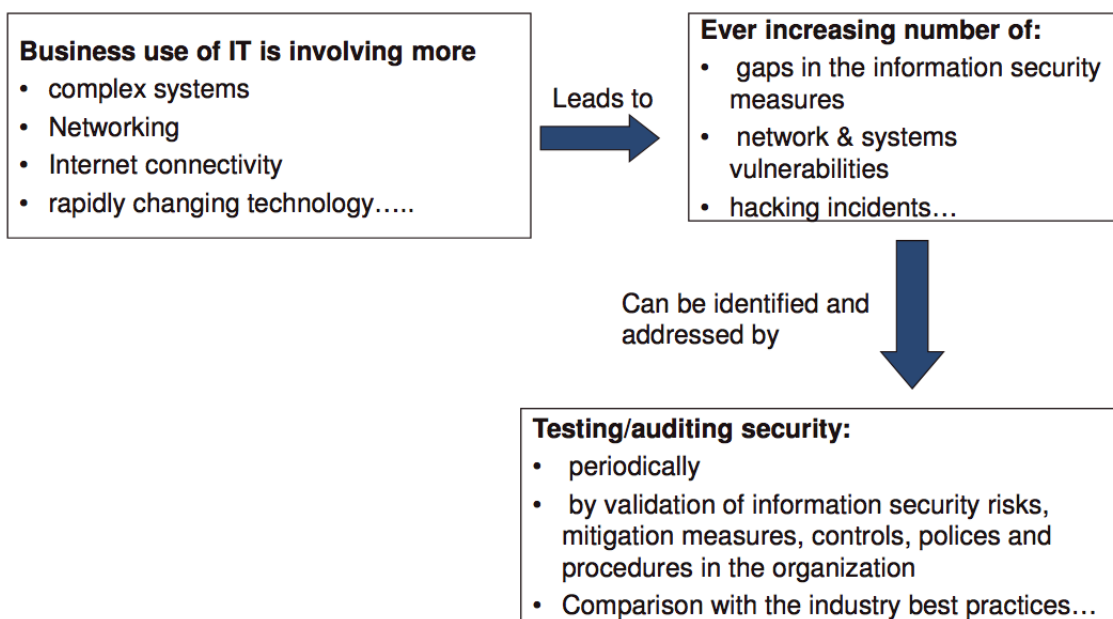 Business use of IT is involving more
• complex systems
• Networking
• Internet connectivity
• rapidly changing technology…..
Leads to
Ever increasing number of:
• gaps in the information security
measures
• network & systems
vulnerabilities
• hacking incidents…
Can be identified and
addressed by
Testing/auditing security:
• periodically
• by validation of information security risks,
mitigation measures, controls, polices and
procedures in the organization
• Comparison with the industry best practices…